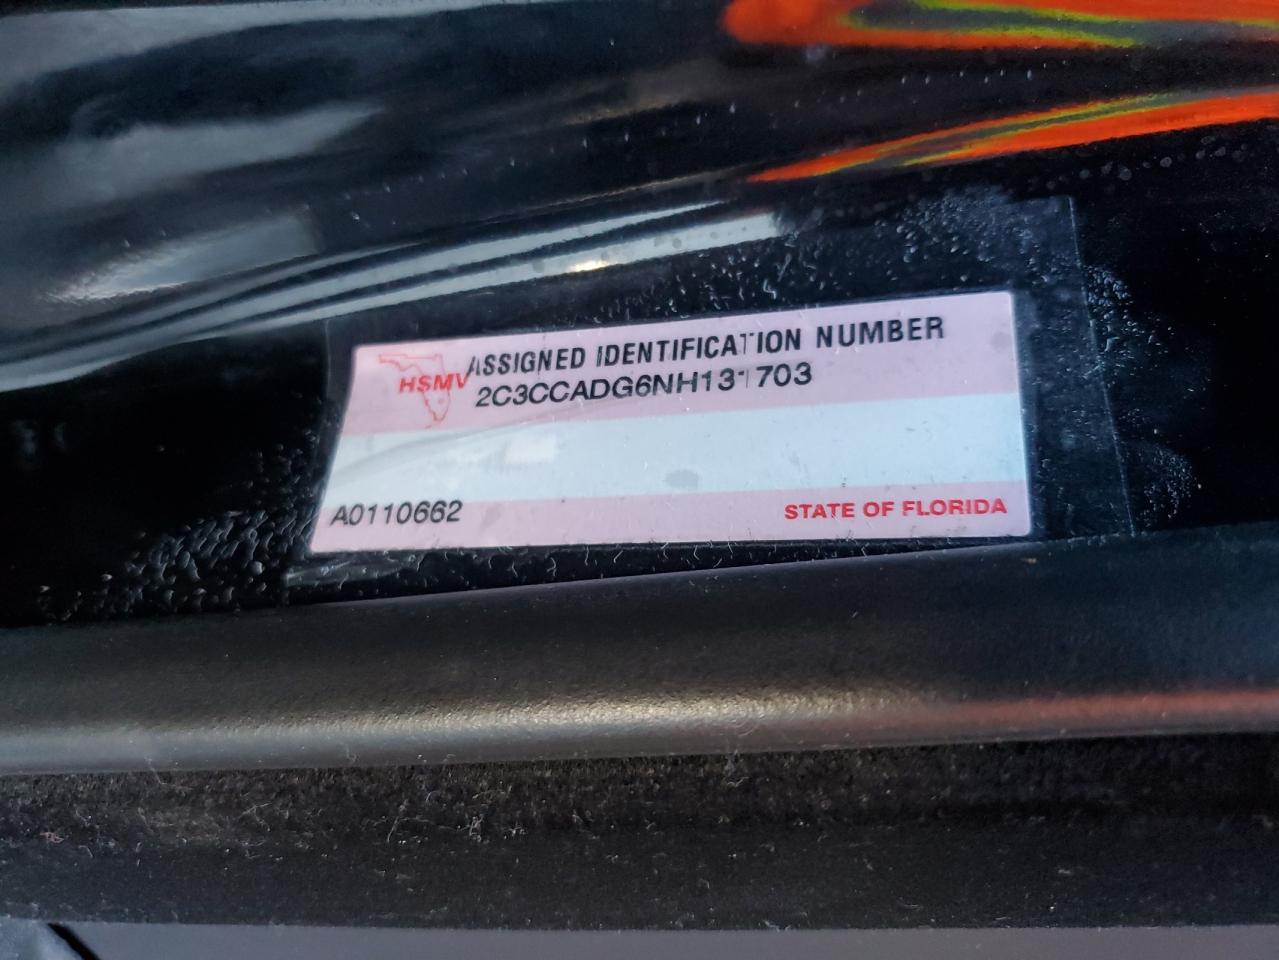 ASSIGNED IDENTIFICATION NUMBER
HSMV
2C3CCADG6NH131703
A0110662
STATE OF FLORIDA